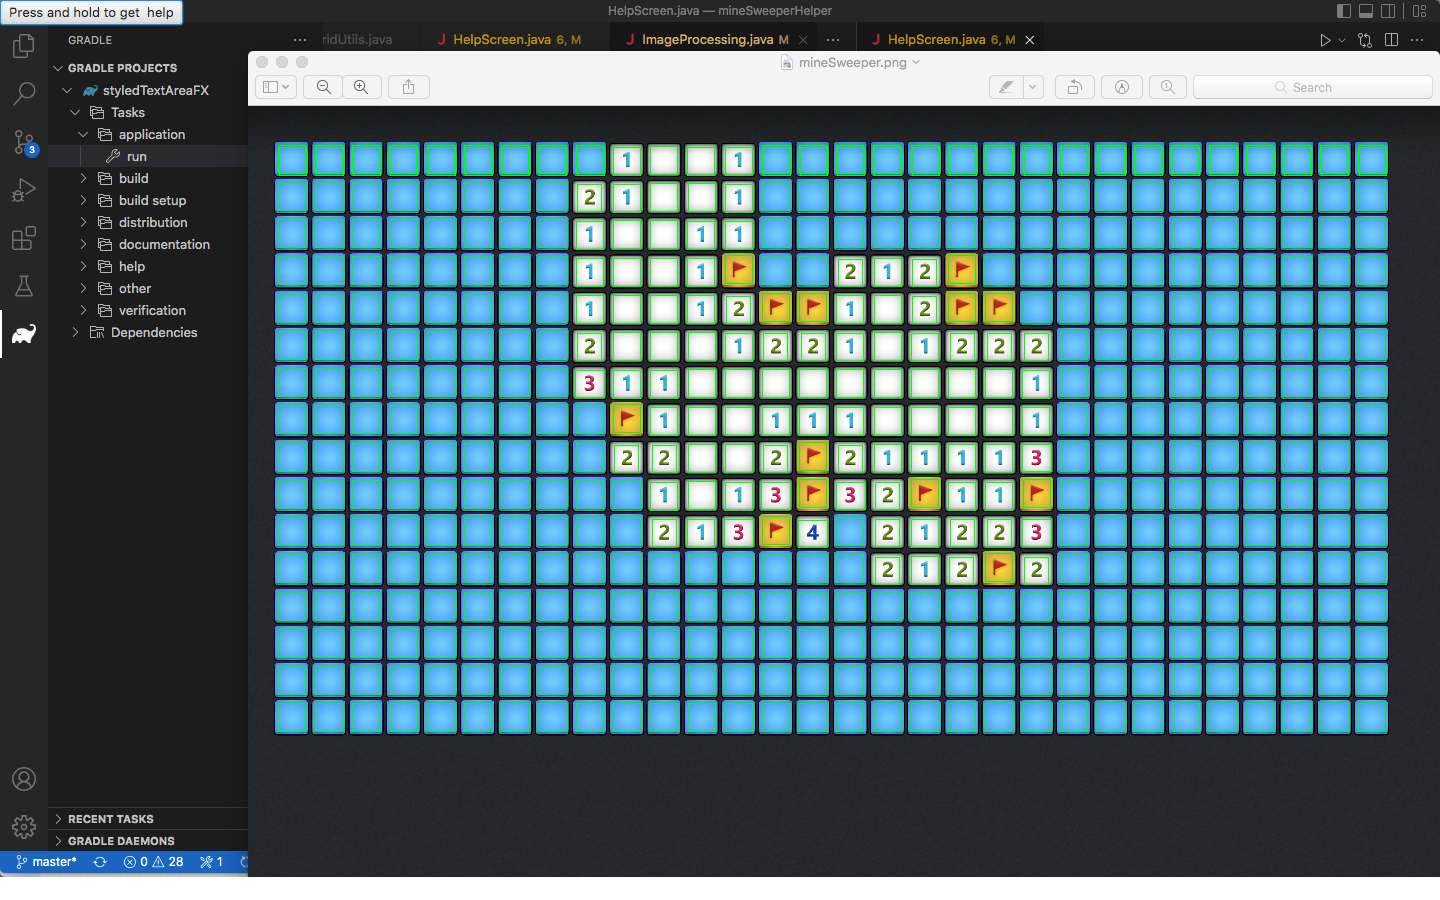 HelpScreen.java — mineSweeperHelper
Press and hold to get help
GRADLE
ridUtils.java
HelpScreen.java 6, M
ImageProcessing.java M
HelpScreen.java 6, M
GRADLE PROJECTS
styledTextAreaFX
Tasks
application
run
build
build setup
distribution
documentation
help
other
verification
Dependencies
3
mineSweeper.png
Search
1 1
2 1 1
1 1 1
1 1 2 1 2
1 1 2 1 2
2 1 2 2 1 1 2 2 2
3 1 1 1
1 1 1 1 1
2 2 2 2 1 1 1 1 3
1 1 3 3 2 1 1
2 1 3 4 2 1 2 2 3
2 1 2 2
RECENT TASKS
GRADLE DAEMONS
master* 0 28 1